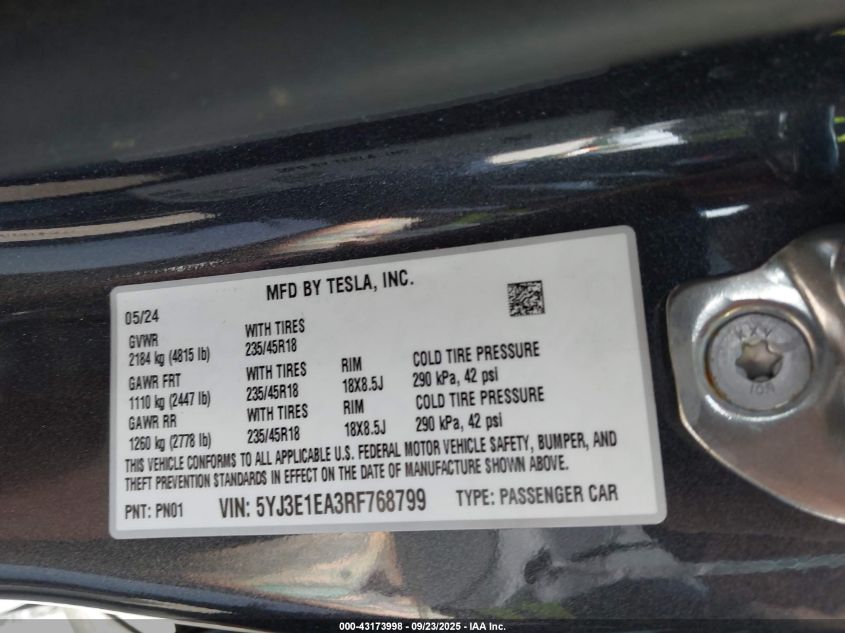 MFD BY TESLA, INC.
05/24
GVWR
2184 kg (4815 lb)
WITH TIRES
235/45R18
GAWR FRT
1110 kg (2447 lb)
WITH TIRES
235/45R18
RIM
18X8.5J
COLD TIRE PRESSURE
290 kPa, 42 psi
GAWR RR
1260 kg (2778 lb)
WITH TIRES
235/45R18
RIM
18X8.5J
COLD TIRE PRESSURE
290 kPa, 42 psi
THIS VEHICLE CONFORMS TO ALL APPLICABLE U.S. FEDERAL MOTOR VEHICLE SAFETY, BUMPER, AND
THEFT PREVENTION STANDARDS IN EFFECT ON THE DATE OF MANUFACTURE SHOWN ABOVE.
PNT: PN01 VIN: 5YJ3E1EA3RF768799 TYPE: PASSENGER CAR
000-43173998 - 09/23/2025 - IAA Inc.